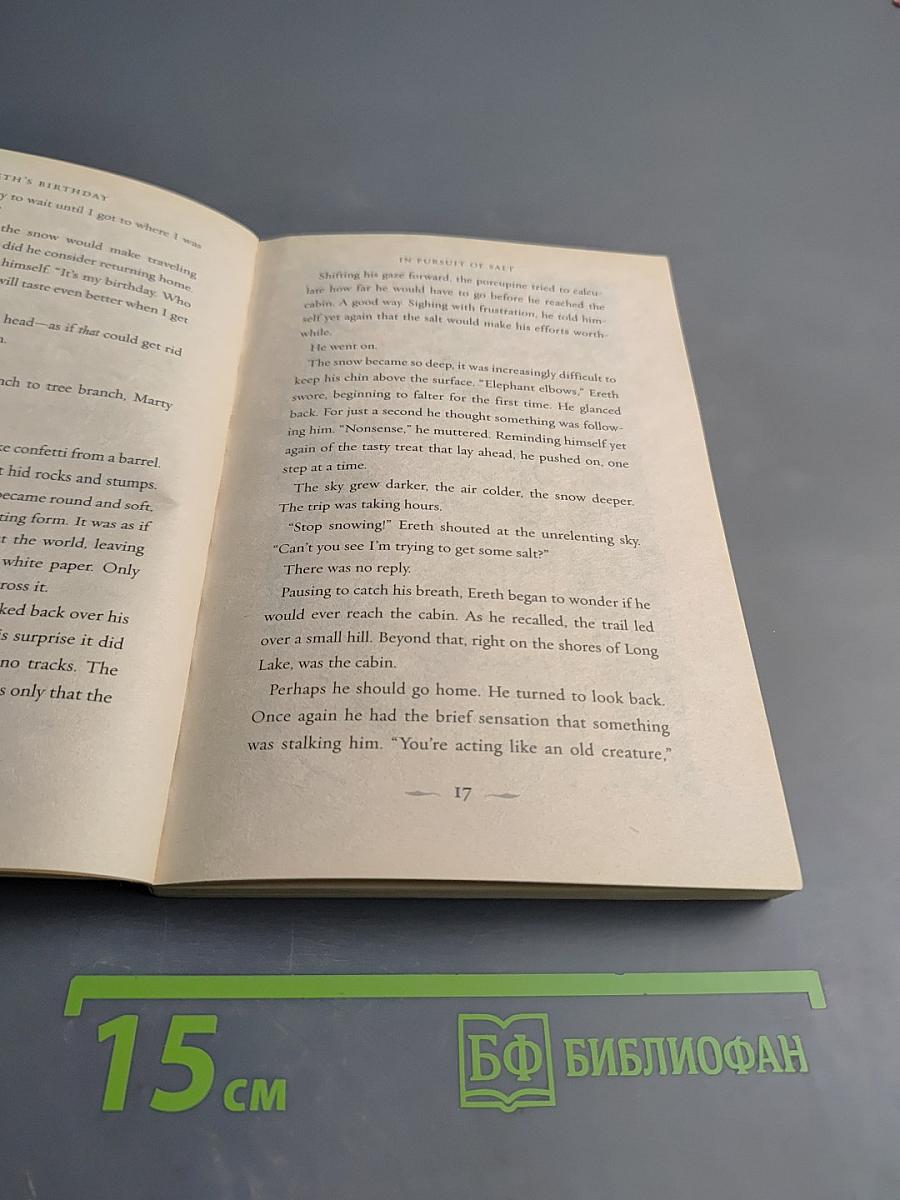 TH'S BIRTHDAY
y to wait until I got to where I was
the snow would make traveling
did he consider returning home.
himself. "It's my birthday. Who
will taste even better when I get
head—as if that could get rid
nch to tree branch, Marty
ke confetti from a barrel.
t hid rocks and stumps.
became round and soft,
ting form. It was as if
t the world, leaving
white paper. Only
ross it.
ked back over his
is surprise it did
no tracks. The
s only that the
IN PURSUIT OF SALT
Shifting his gaze forward, the porcupine tried to calcu-
late how far he would have to go before he reached the
cabin. A good way. Sighing with frustration, he told him-
self yet again that the salt would make his efforts worth-
while.
He went on.
The snow became so deep, it was increasingly difficult to
keep his chin above the surface. "Elephant elbows," Ereth
swore, beginning to falter for the first time. He glanced
back. For just a second he thought something was follow-
ing him. "Nonsense," he muttered. Reminding himself yet
again of the tasty treat that lay ahead, he pushed on, one
step at a time.
The sky grew darker, the air colder, the snow deeper.
The trip was taking hours.
"Stop snowing!" Ereth shouted at the unrelenting sky.
"Can't you see I'm trying to get some salt?"
There was no reply.
Pausing to catch his breath, Ereth began to wonder if he
would ever reach the cabin. As he recalled, the trail led
over a small hill. Beyond that, right on the shores of Long
Lake, was the cabin.
Perhaps he should go home. He turned to look back.
Once again he had the brief sensation that something
was stalking him. "You're acting like an old creature,"
17
15 см
БФ БИБЛИОФАН